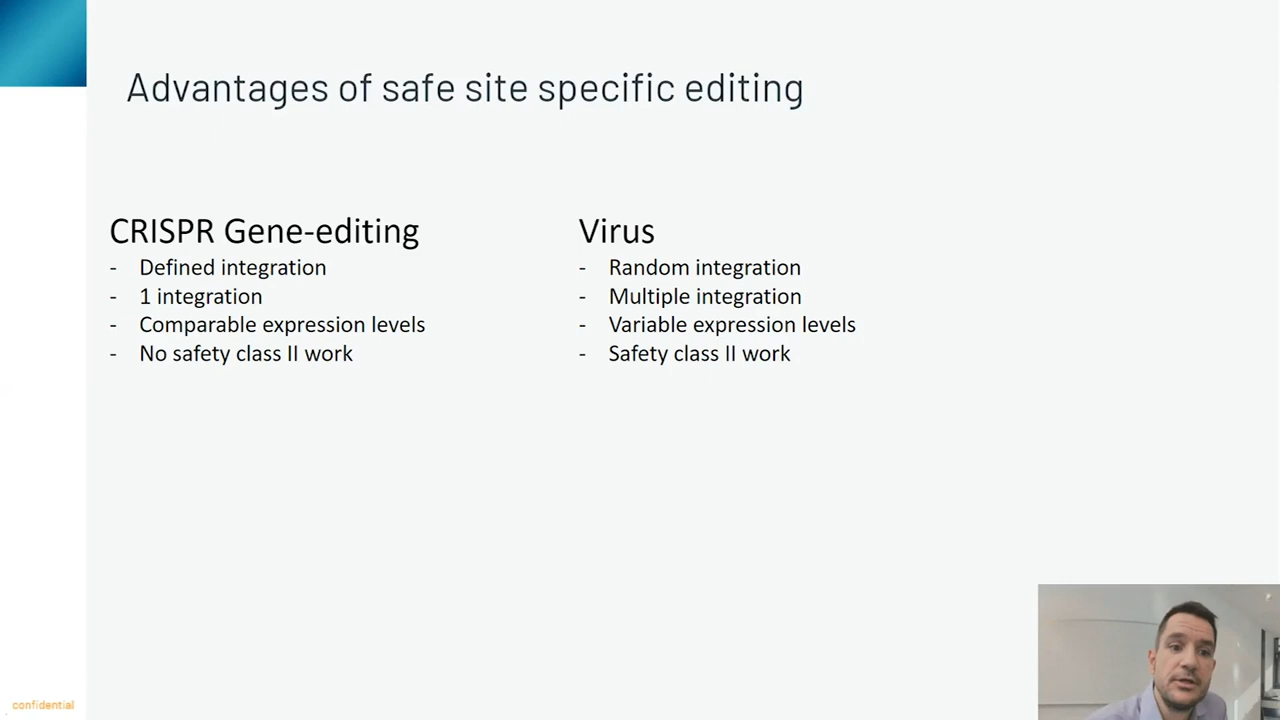 Advantages of safe site specific editing
CRISPR Gene-editing
- Defined integration
- 1 integration
- Comparable expression levels
- No safety class II work
Virus
- Random integration
- Multiple integration
- Variable expression levels
- Safety class II work
confidential